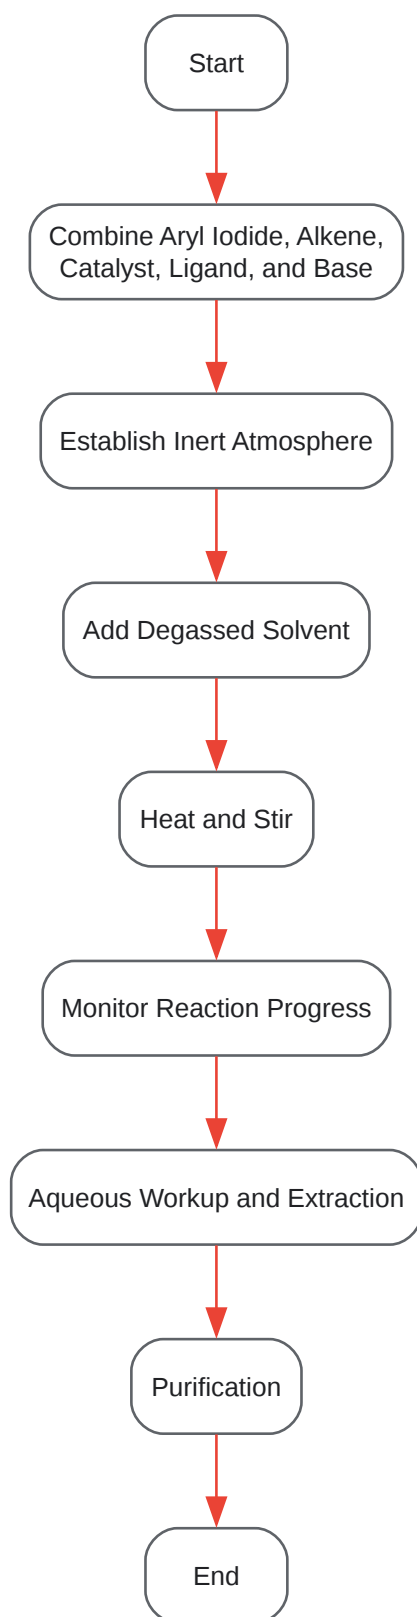 Start
Combine Aryl Iodide, Alkene,
Catalyst, Ligand, and Base
Establish Inert Atmosphere
Add Degassed Solvent
Heat and Stir
Monitor Reaction Progress
Aqueous Workup and Extraction
Purification
End